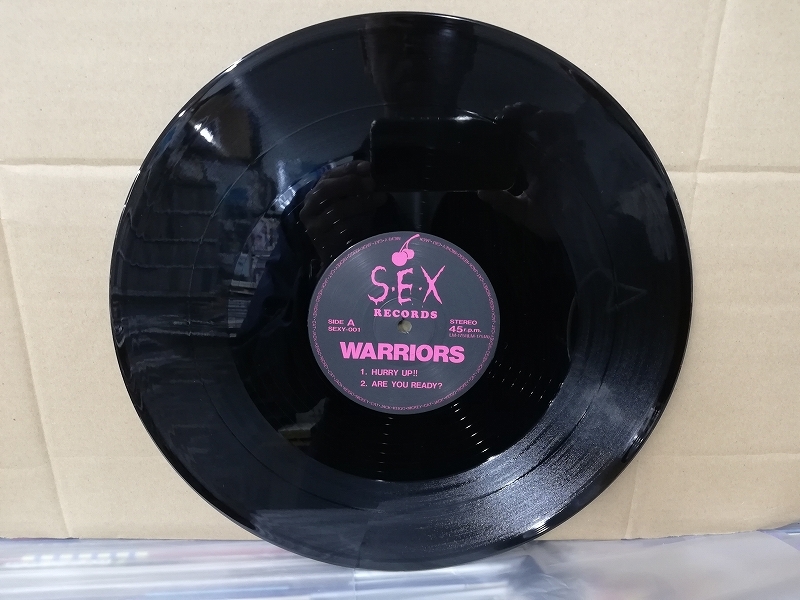 S·E·X
RECORDS
SIDE A
SEXY-001
STEREO
45 r.p.m.
WARRIORS
1. HURRY UP!!
2. ARE YOU READY?